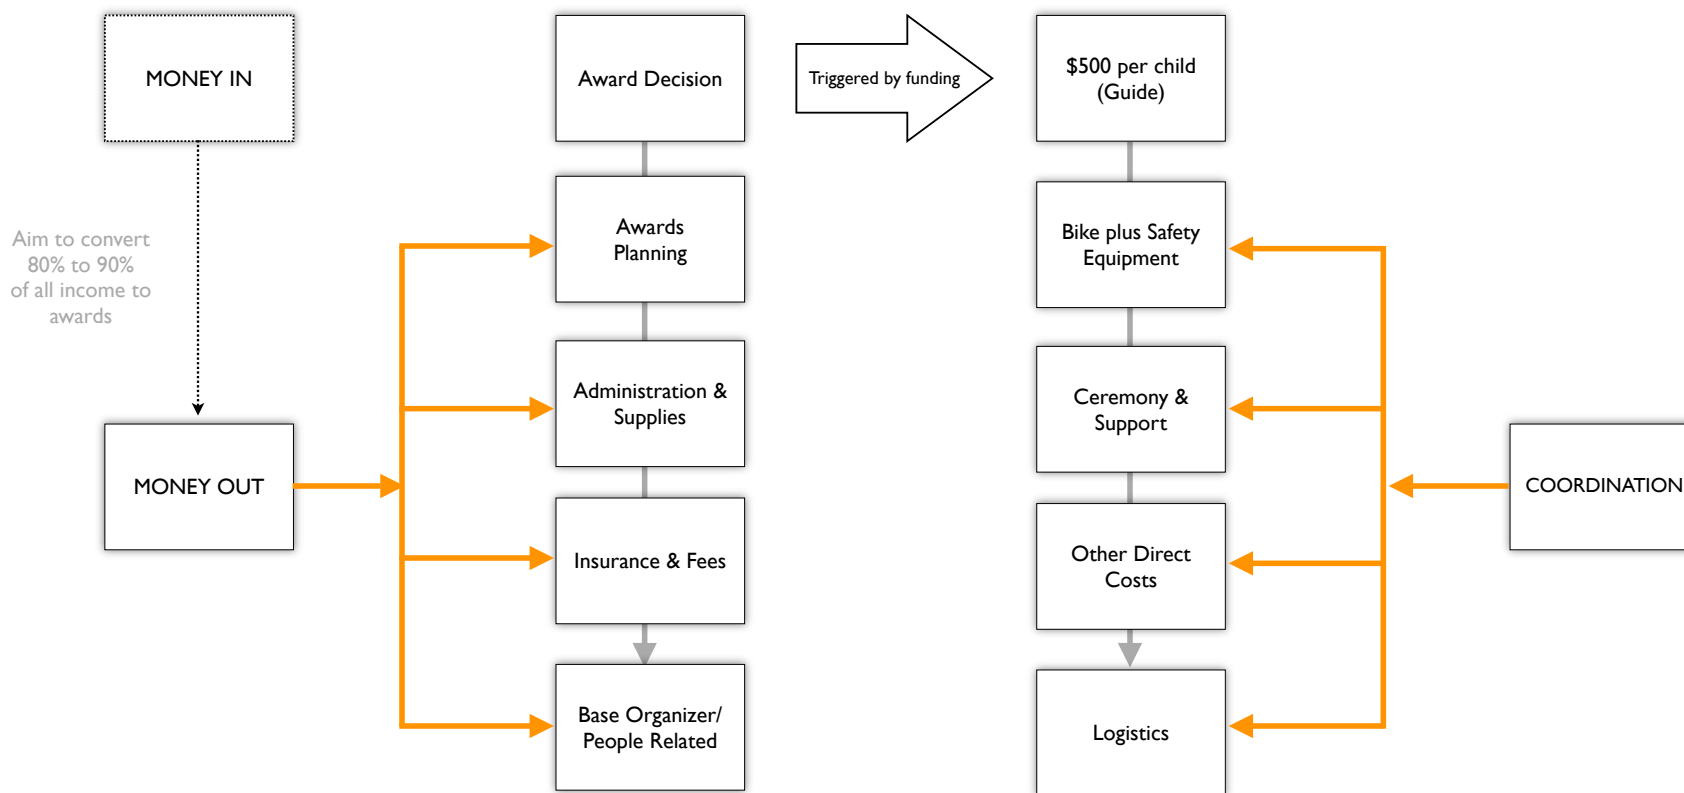 MONEY IN
Award Decision
Triggered by funding
$500 per child
(Guide)
Aim to convert
80% to 90%
of all income to
awards
Awards
Planning
Bike plus Safety
Equipment
Administration &
Supplies
Ceremony &
Support
MONEY OUT
COORDINATION
Insurance & Fees
Other Direct
Costs
Base Organizer/
People Related
Logistics